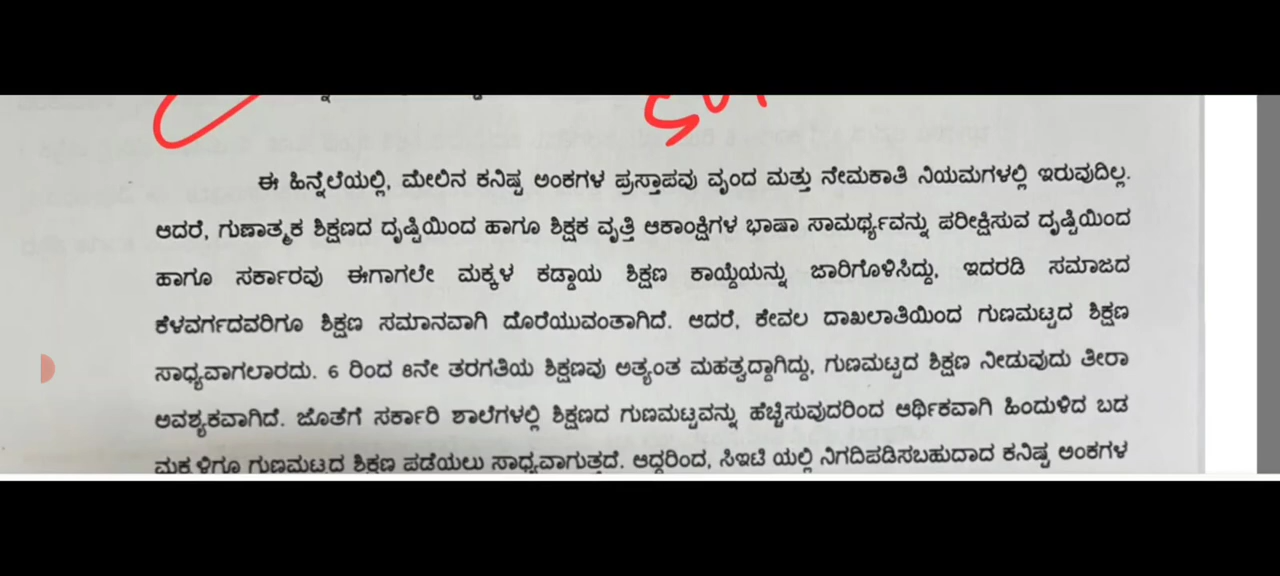 ಈ ಹಿನ್ನೆಲೆಯಲ್ಲಿ, ಮೇಲಿನ ಕನಿಷ್ಟ ಅಂಕಗಳ ಪ್ರಸ್ತಾಪವು ವೃಂದ ಮತ್ತು ನೇಮಕಾತಿ ನಿಯಮಗಳಲ್ಲಿ ಇರುವುದಿಲ್ಲ.
ಆದರೆ, ಗುಣಾತ್ಮಕ ಶಿಕ್ಷಣದ ದೃಷ್ಟಿಯಿಂದ ಹಾಗೂ ಶಿಕ್ಷಕ ವೃತ್ತಿ ಆಕಾಂಕ್ಷಿಗಳ ಭಾಷಾ ಸಾಮರ್ಥ್ಯವನ್ನು ಪರೀಕ್ಷಿಸುವ ದೃಷ್ಟಿಯಿಂದ
ಹಾಗೂ ಸರ್ಕಾರವು ಈಗಾಗಲೇ ಮಕ್ಕಳ ಕಡ್ಡಾಯ ಶಿಕ್ಷಣ ಕಾಯ್ದೆಯನ್ನು ಜಾರಿಗೊಳಿಸಿದ್ದು, ಇದರಡಿ ಸಮಾಜದ
ಕೆಳವರ್ಗದವರಿಗೂ ಶಿಕ್ಷಣ ಸಮಾನವಾಗಿ ದೊರೆಯುವಂತಾಗಿದೆ. ಆದರೆ, ಕೇವಲ ದಾಖಲಾತಿಯಿಂದ ಗುಣಮಟ್ಟದ ಶಿಕ್ಷಣ
ಸಾಧ್ಯವಾಗಲಾರದು. 6 ರಿಂದ 8ನೇ ತರಗತಿಯ ಶಿಕ್ಷಣವು ಅತ್ಯಂತ ಮಹತ್ವದ್ದಾಗಿದ್ದು, ಗುಣಮಟ್ಟದ ಶಿಕ್ಷಣ ನೀಡುವುದು ತೀರಾ
ಅವಶ್ಯಕವಾಗಿದೆ. ಜೊತೆಗೆ ಸರ್ಕಾರಿ ಶಾಲೆಗಳಲ್ಲಿ ಶಿಕ್ಷಣದ ಗುಣಮಟ್ಟವನ್ನು ಹೆಚ್ಚಿಸುವುದರಿಂದ ಆರ್ಥಿಕವಾಗಿ ಹಿಂದುಳಿದ ಬಡ
ಮಕ್ಕಳಿಗೂ ಗುಣಮಟ್ಟದ ಶಿಕ್ಷಣ ಪಡೆಯಲು ಸಾಧ್ಯವಾಗುತ್ತದೆ. ಆದ್ದರಿಂದ, ಸಿಇಟಿ ಯಲ್ಲಿ ನಿಗದಿಪಡಿಸಬಹುದಾದ ಕನಿಷ್ಟ ಅಂಕಗಳ